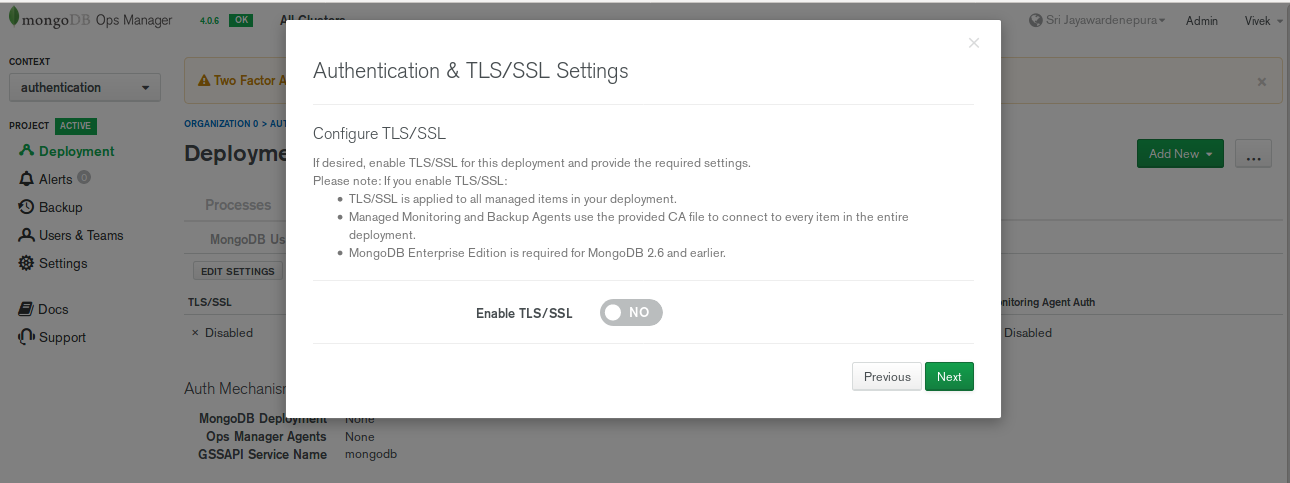 mongoDB Ops Manager 4.0.6 OK All Clusters Sri Jayawardenepura Admin Vivek
CONTEXT
authentication
Two Factor A
PROJECT ACTIVE
Deployment
Alerts 0
Backup
Users & Teams
Settings
Docs
Support
ORGANIZATION 0 > AUT
Deployme
Add New
...
Processes
MongoDB Us
EDIT SETTINGS
TLS/SSL
nitoring Agent Auth
× Disabled
Disabled
Auth Mechanism
MongoDB Deployment None
Ops Manager Agents None
GSSAPI Service Name mongodb
×
Authentication & TLS/SSL Settings
Configure TLS/SSL
If desired, enable TLS/SSL for this deployment and provide the required settings.
Please note: If you enable TLS/SSL:
• TLS/SSL is applied to all managed items in your deployment.
• Managed Monitoring and Backup Agents use the provided CA file to connect to every item in the entire
deployment.
• MongoDB Enterprise Edition is required for MongoDB 2.6 and earlier.
Enable TLS/SSL NO
Previous Next